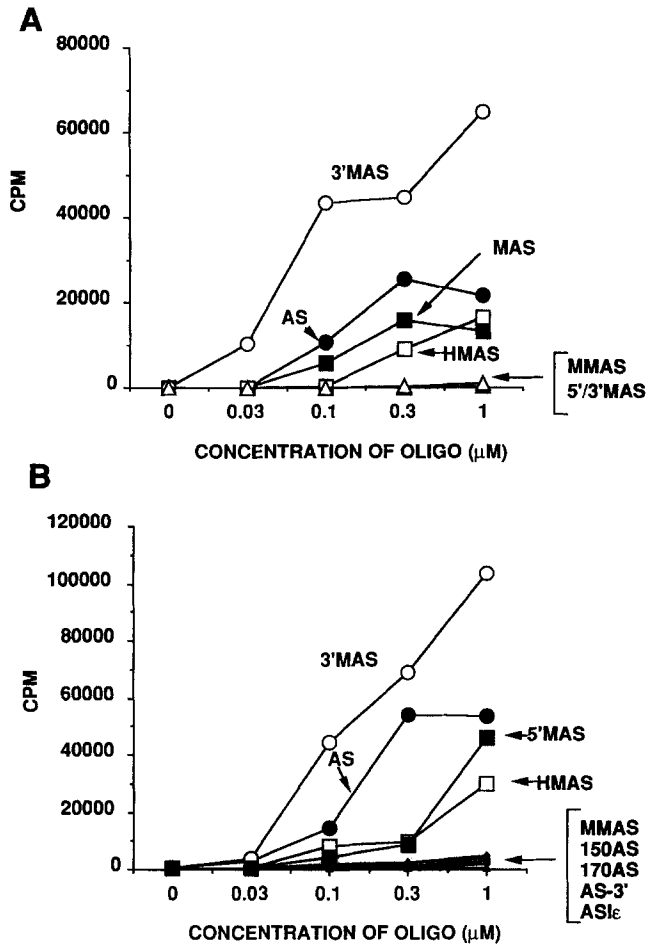 A
80000
60000
40000
20000
0
CPM
3'MAS
MAS
AS
HMAS
MMAS
5'/3'MAS
0 0.03 0.1 0.3 1
CONCENTRATION OF OLIGO (μM)
B
120000
100000
80000
60000
40000
20000
0
CPM
3'MAS
AS
5'MAS
HMAS
MMAS
150AS
170AS
AS-3'
ASIε
0 0.03 0.1 0.3 1
CONCENTRATION OF OLIGO (μM)